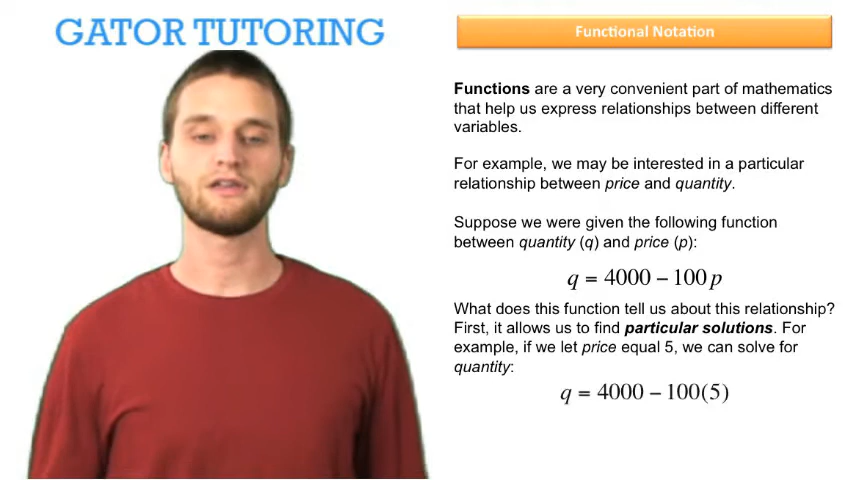 GATOR TUTORING
Functional Notation
Functions are a very convenient part of mathematics
that help us express relationships between different
variables.
For example, we may be interested in a particular
relationship between price and quantity.
Suppose we were given the following function
between quantity (q) and price (p):
q = 4000 − 100p
What does this function tell us about this relationship?
First, it allows us to find particular solutions. For
example, if we let price equal 5, we can solve for
quantity:
q = 4000 − 100(5)